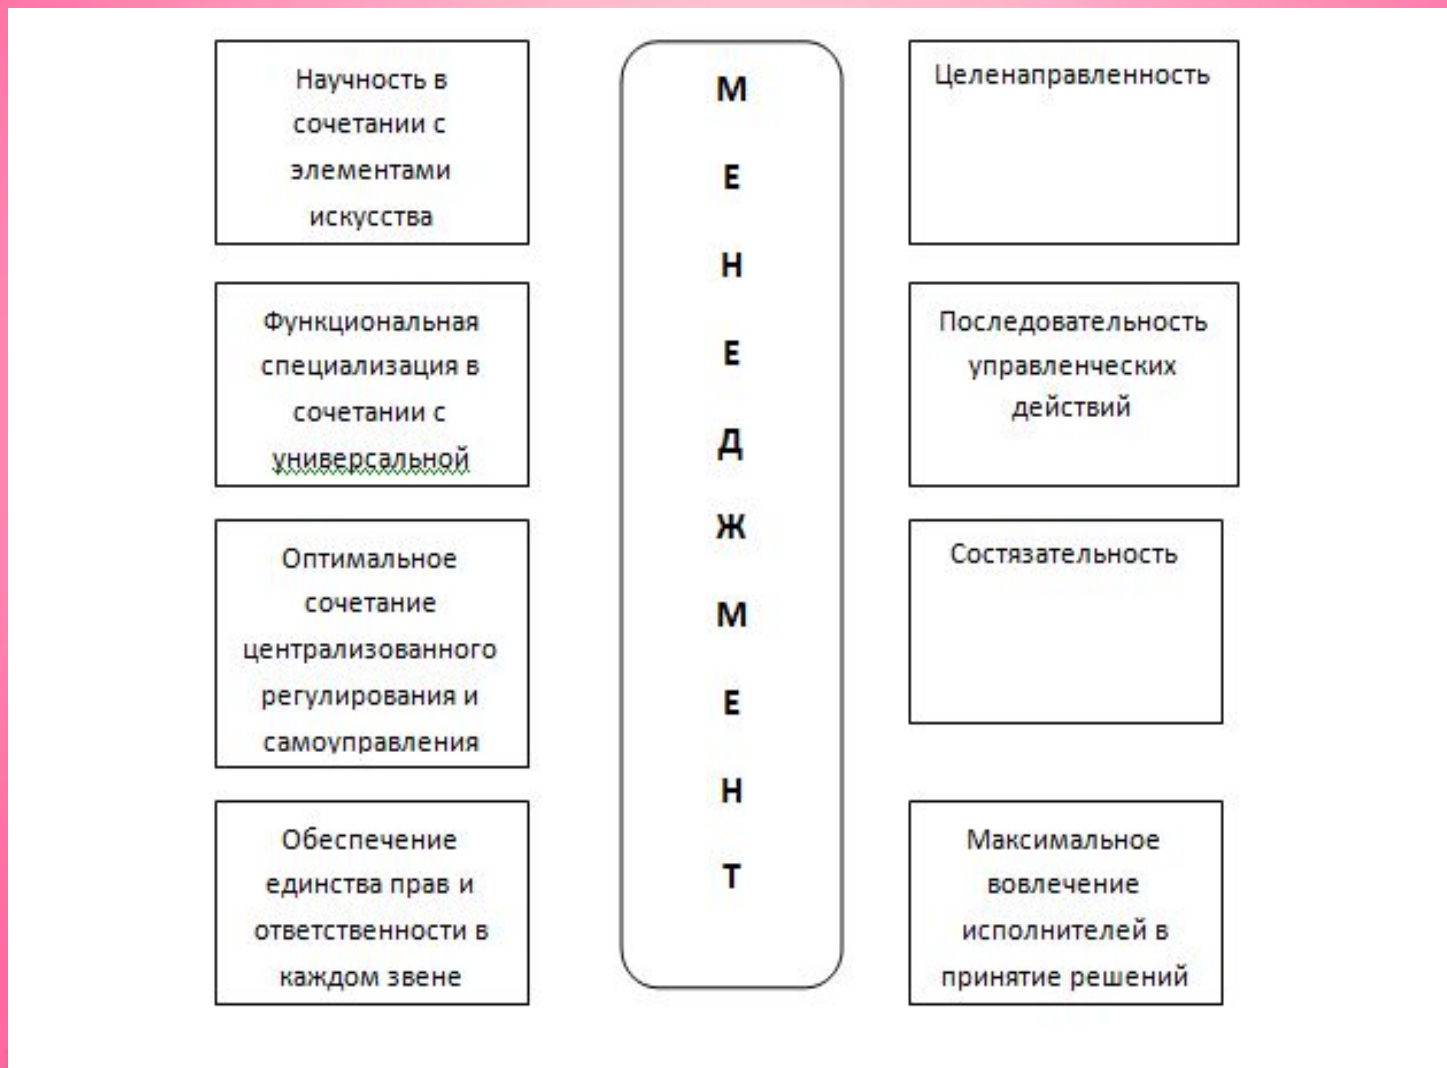 Научность в
сочетании с
элементами
искусства
Функциональная
специализация в
сочетании с
универсальной
Оптимальное
сочетание
централизованного
регулирования и
самоуправления
Обеспечение
единства прав и
ответственности в
каждом звене
М
Е
Н
Е
Д
Ж
М
Е
Н
Т
Целенаправленность
Последовательность
управленческих
действий
Состязательность
Максимальное
вовлечение
исполнителей в
принятие решений